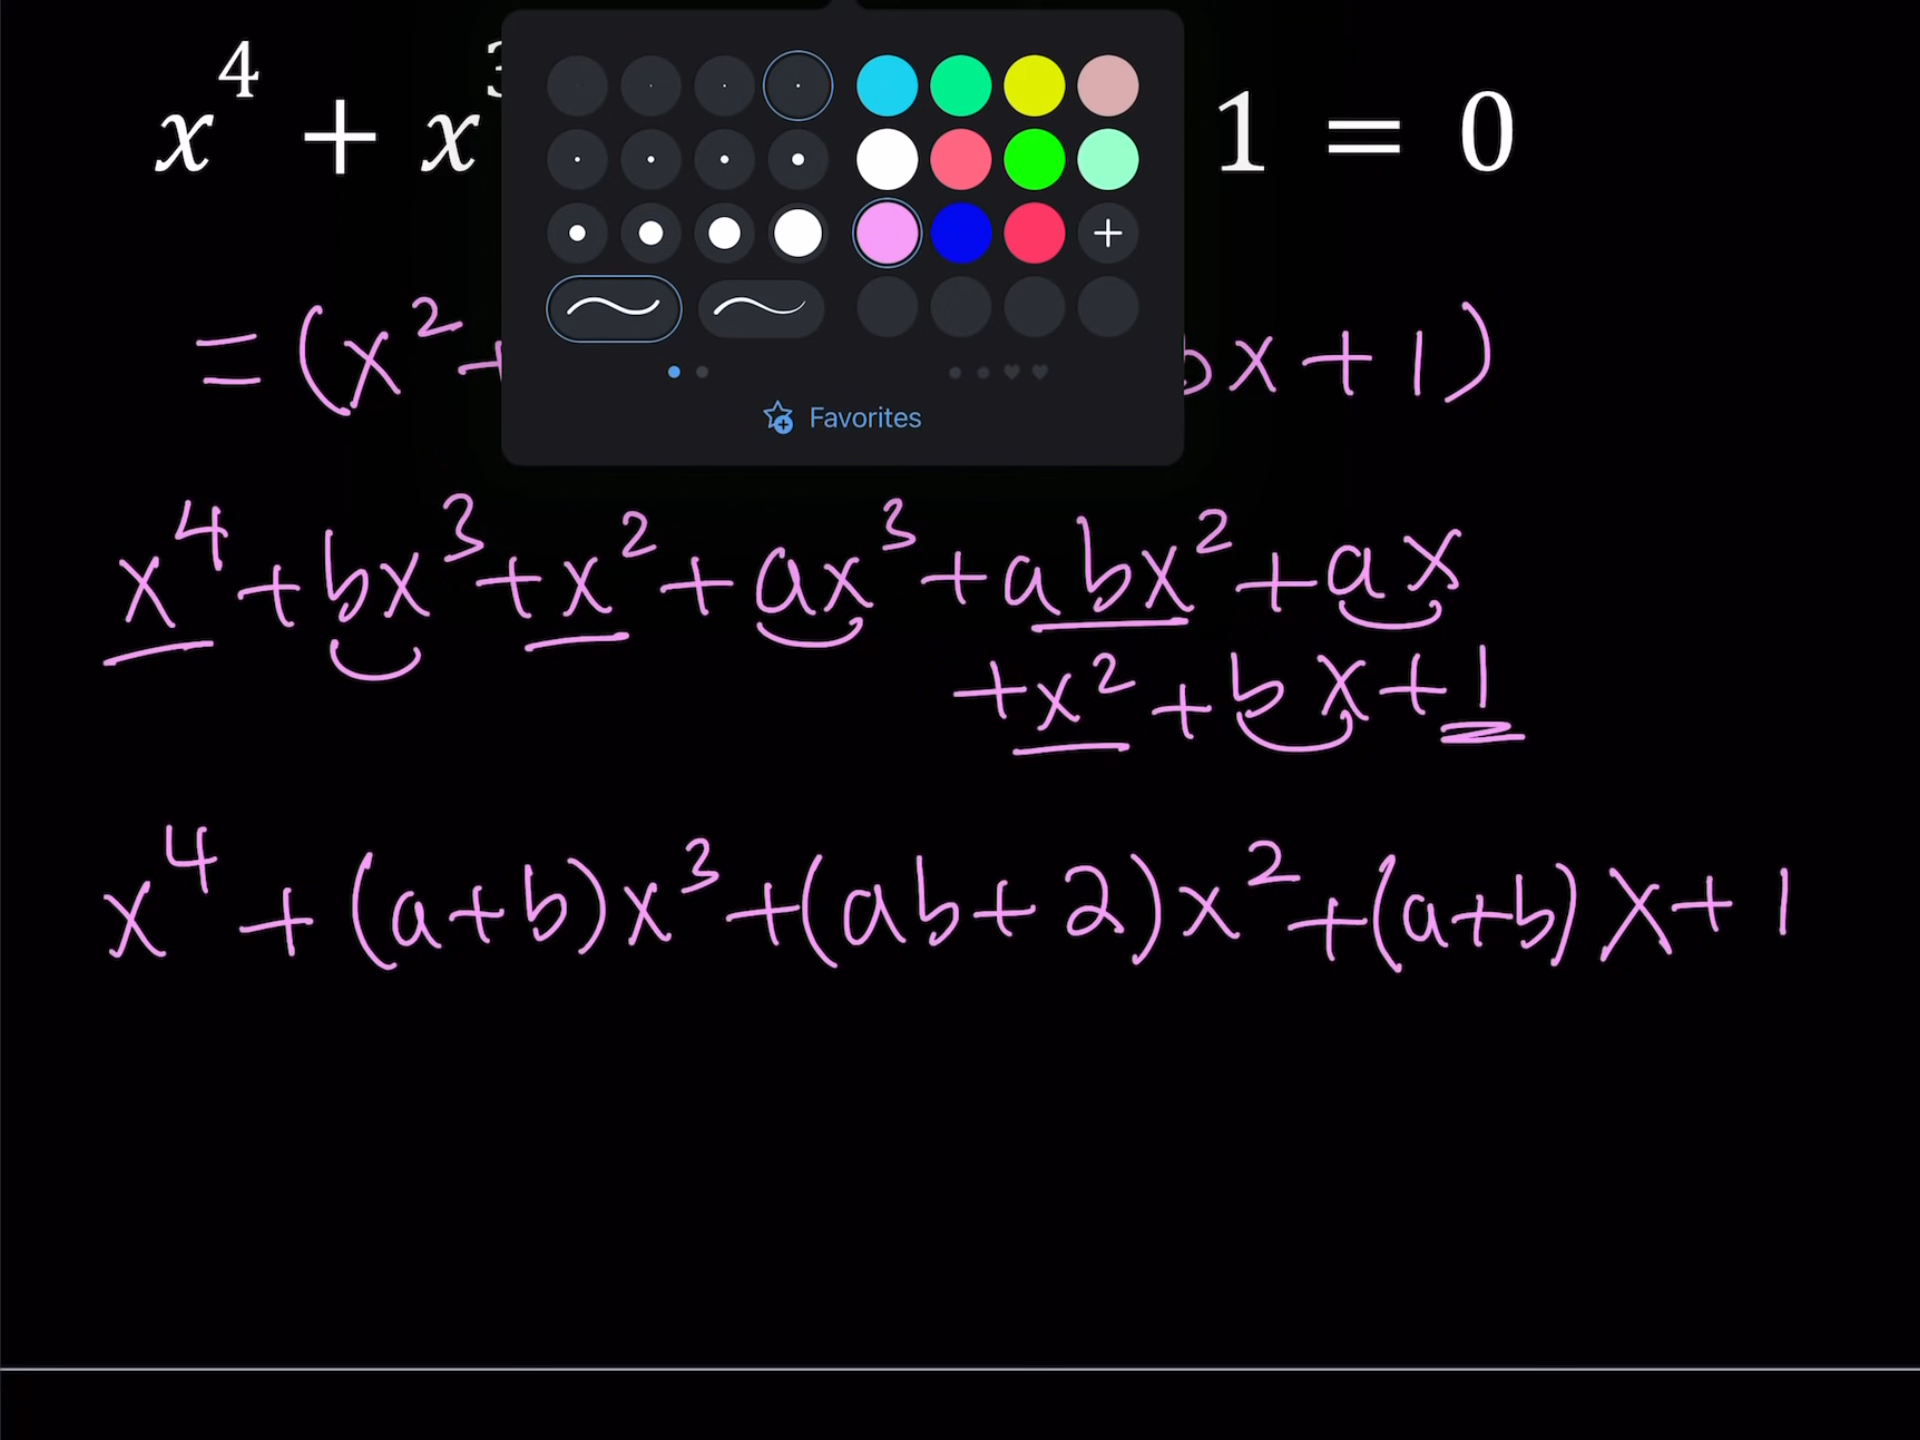 x⁴ + x³ 1 = 0
= (x² + bx + 1)
Favorites
x⁴ + bx³ + x² + ax³ + abx² + ax
+ x² + bx + 1
x⁴ + (a+b)x³ + (ab+2)x² + (a+b)x + 1